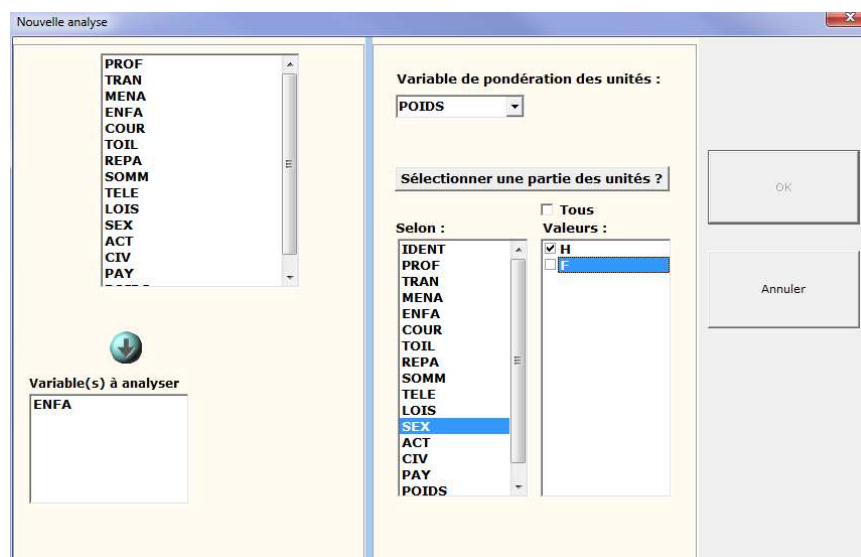 Nouvelle analyse
PROF
TRAN
MENA
ENFA
COUR
TOIL
REPA
SOMM
TELE
LOIS
SEX
ACT
CIV
PAY
Variable(s) à analyser
ENFA
Variable de pondération des unités :
POIDS
Sélectionner une partie des unités ?
Tous
Selon :
Valeurs :
IDENT
PROF
TRAN
MENA
ENFA
COUR
TOIL
REPA
SOMM
TELE
LOIS
SEX
ACT
CIV
PAY
POIDS
H
F
OK
Annuler